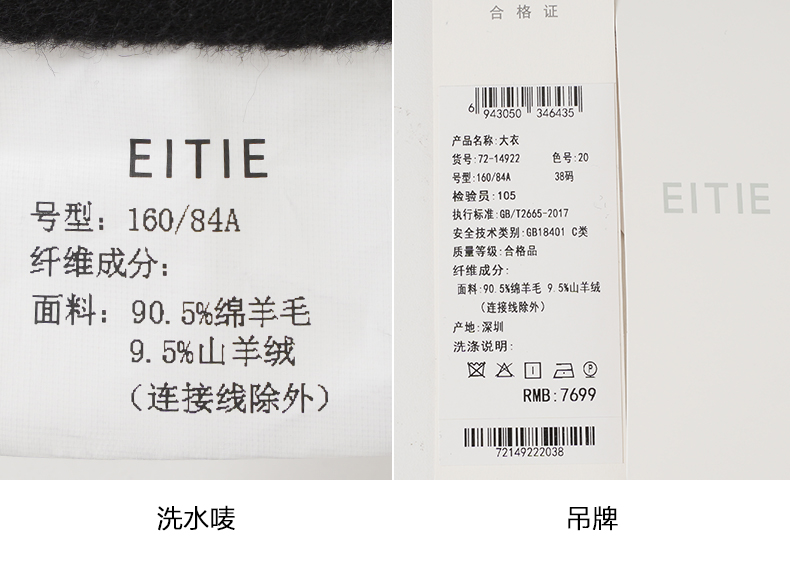 EITIE
号型: 160/84A
纤维成分:
面料: 90.5%绵羊毛
9.5%山羊绒
(连接线除外)
洗水唛
合格证
6 943050 346435
产品名称:大衣
货号:72-14922 色号:20
号型:160/84A 38码
检验员:105
执行标准:GB/T2665-2017
安全技术类别:GB18401 C类
质量等级:合格品
纤维成分:
面料:90.5%绵羊毛 9.5%山羊绒
(连接线除外)
产地:深圳
洗涤说明:
P
RMB:7699
72149222038
EITIE
吊牌